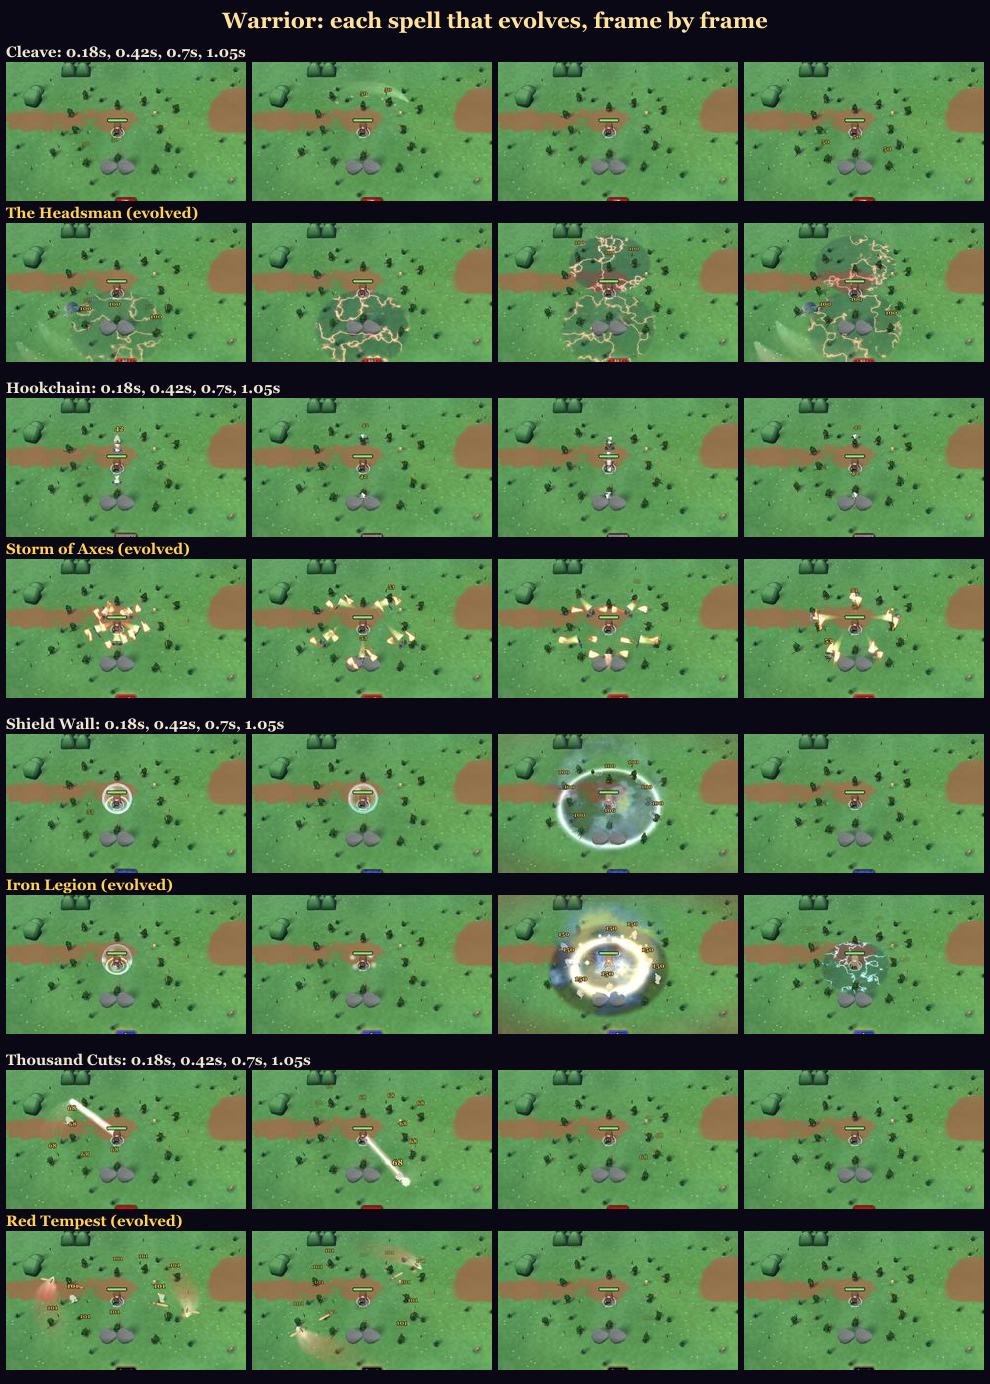 Warrior: each spell that evolves, frame by frame
Cleave: 0.18s, 0.42s, 0.7s, 1.05s
The Headsman (evolved)
Hookchain: 0.18s, 0.42s, 0.7s, 1.05s
Storm of Axes (evolved)
Shield Wall: 0.18s, 0.42s, 0.7s, 1.05s
Iron Legion (evolved)
Thousand Cuts: 0.18s, 0.42s, 0.7s, 1.05s
Red Tempest (evolved)